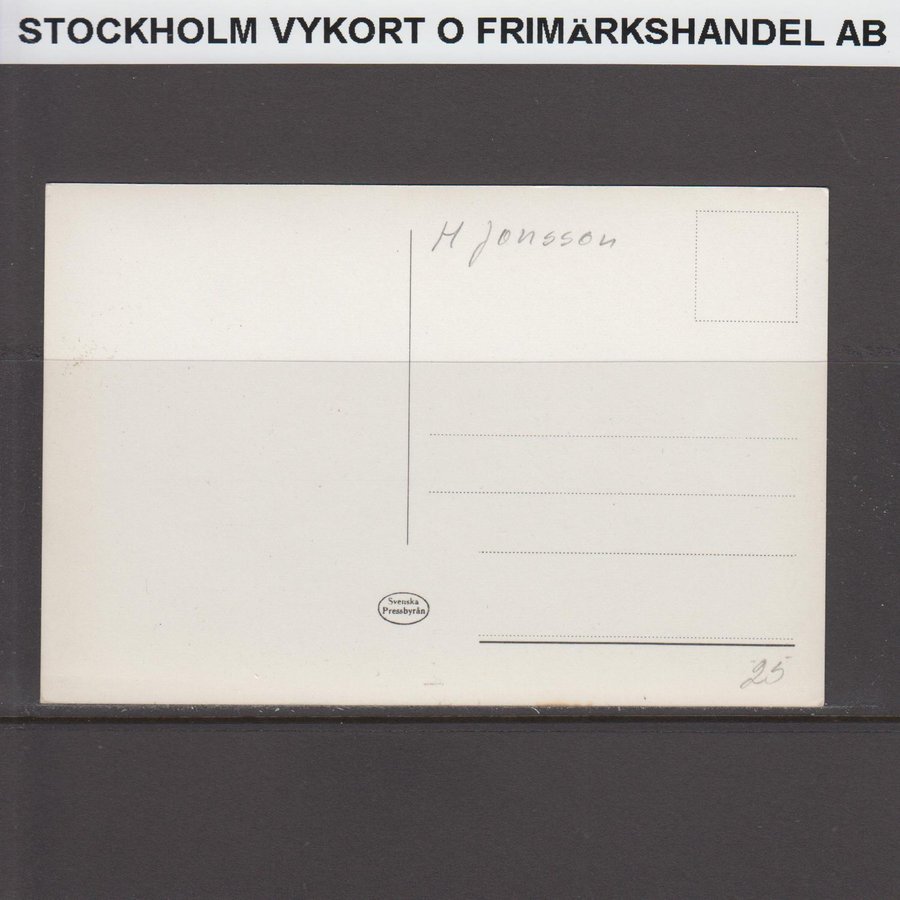 STOCKHOLM VYKORT O FRIMÄRKSHANDEL AB
H Jonsson
Svenska
Pressbyrån
25